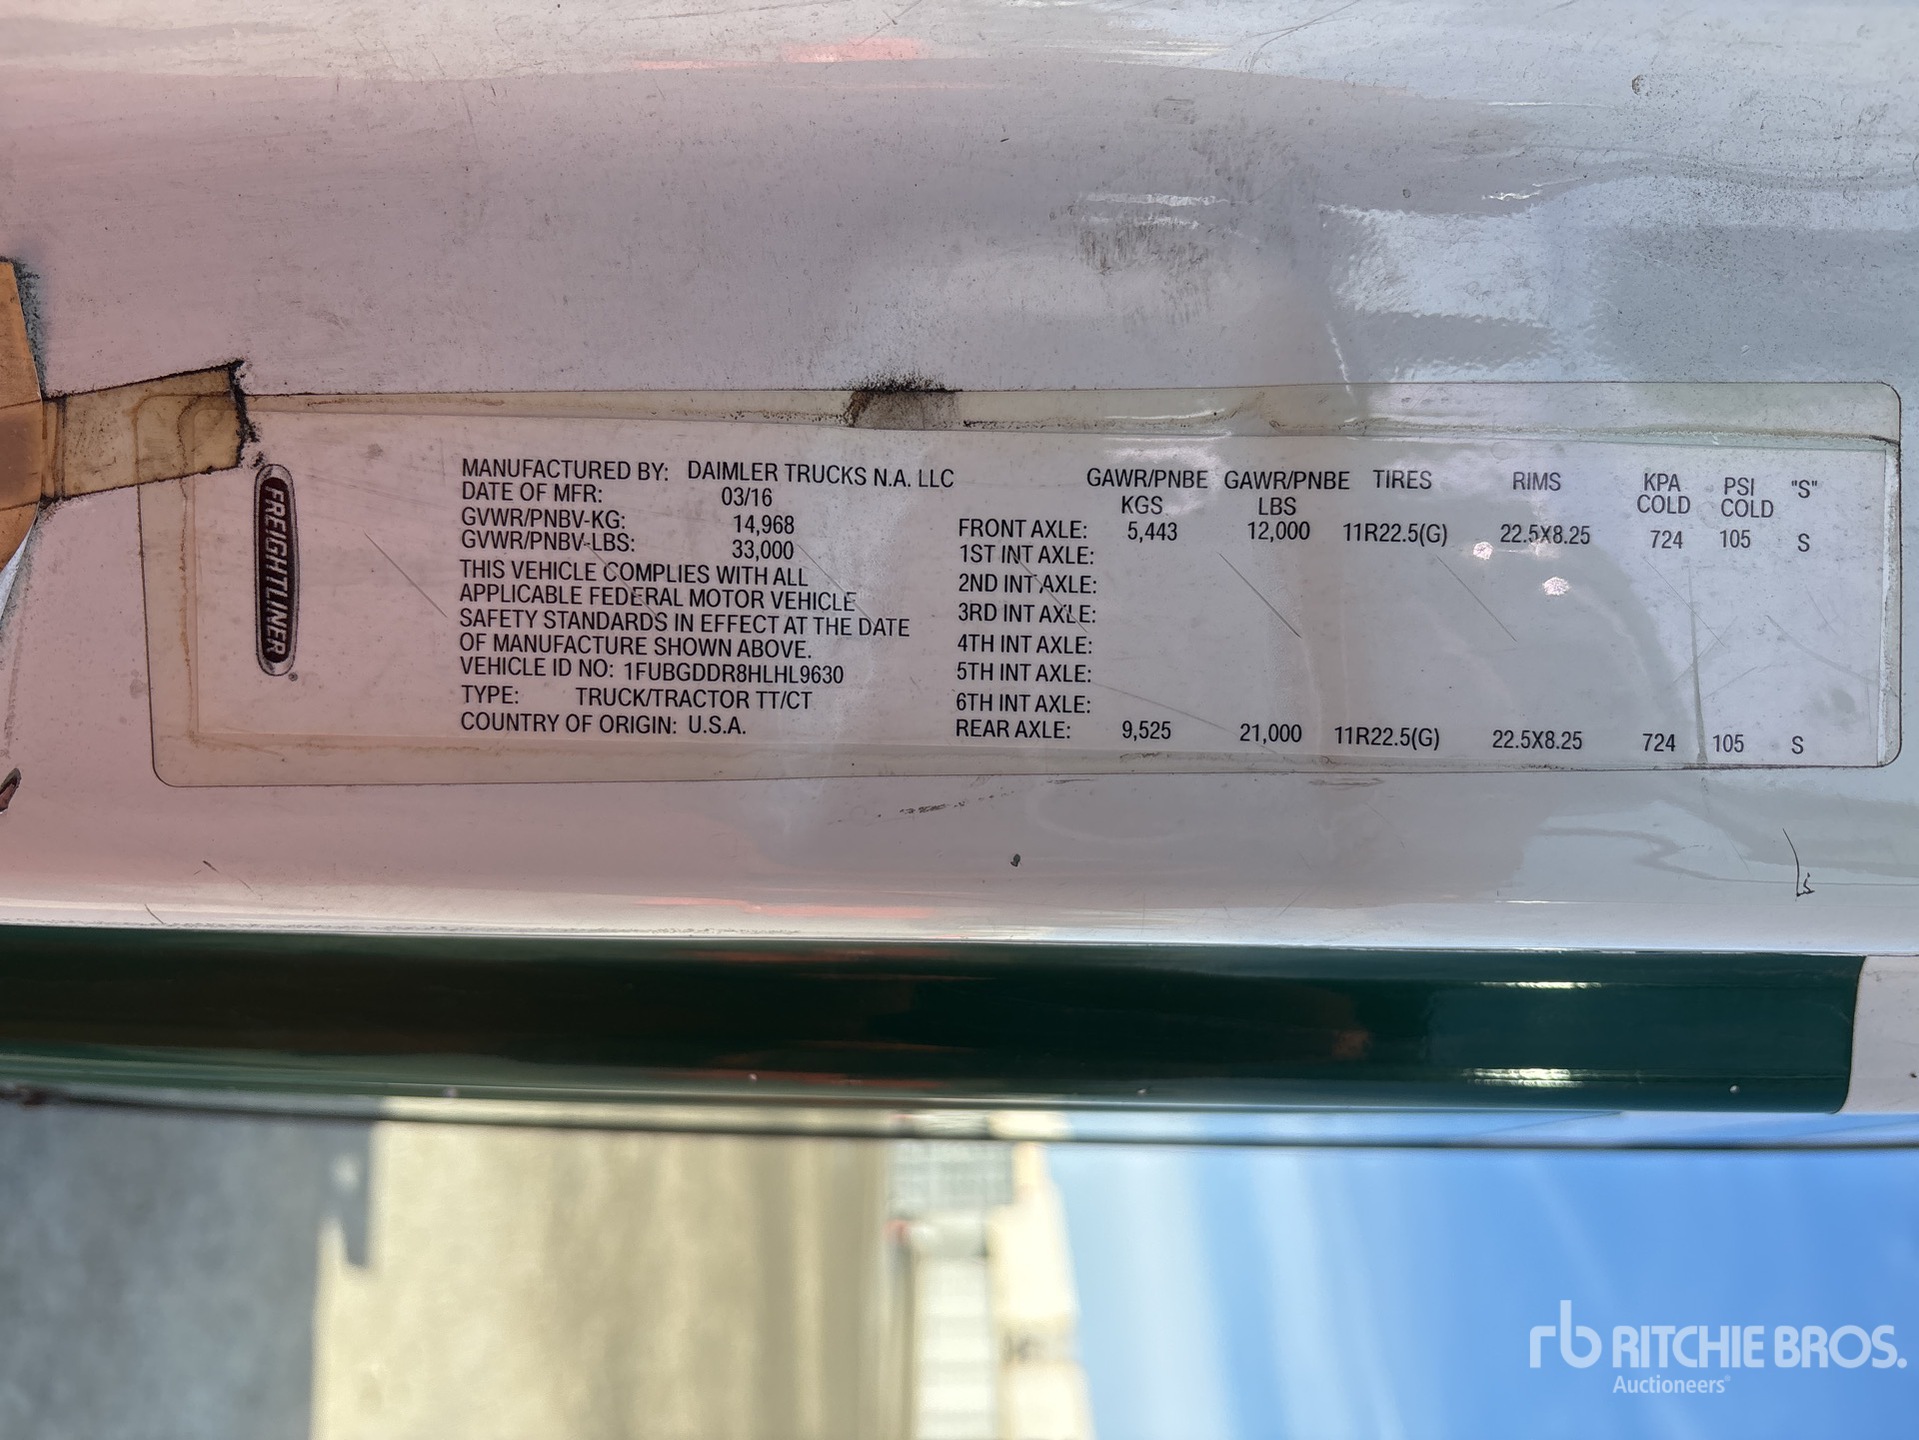 FREIGHTLINER
MANUFACTURED BY: DAIMLER TRUCKS N.A. LLC
DATE OF MFR: 03/16
GVWR/PNBV-KG: 14,968
GVWR/PNBV-LBS: 33,000
THIS VEHICLE COMPLIES WITH ALL
APPLICABLE FEDERAL MOTOR VEHICLE
SAFETY STANDARDS IN EFFECT AT THE DATE
OF MANUFACTURE SHOWN ABOVE.
VEHICLE ID NO: 1FUBGDDR8HLHL9630
TYPE: TRUCK/TRACTOR TT/CT
COUNTRY OF ORIGIN: U.S.A.
GAWR/PNBE GAWR/PNBE TIRES RIMS KPA PSI "S"
KGS LBS COLD COLD
FRONT AXLE: 5,443 12,000 11R22.5(G) 22.5X8.25 724 105 S
1ST INT AXLE:
2ND INT AXLE:
3RD INT AXLE:
4TH INT AXLE:
5TH INT AXLE:
6TH INT AXLE:
REAR AXLE: 9,525 21,000 11R22.5(G) 22.5X8.25 724 105 S
rb RITCHIE BROS.
Auctioneers